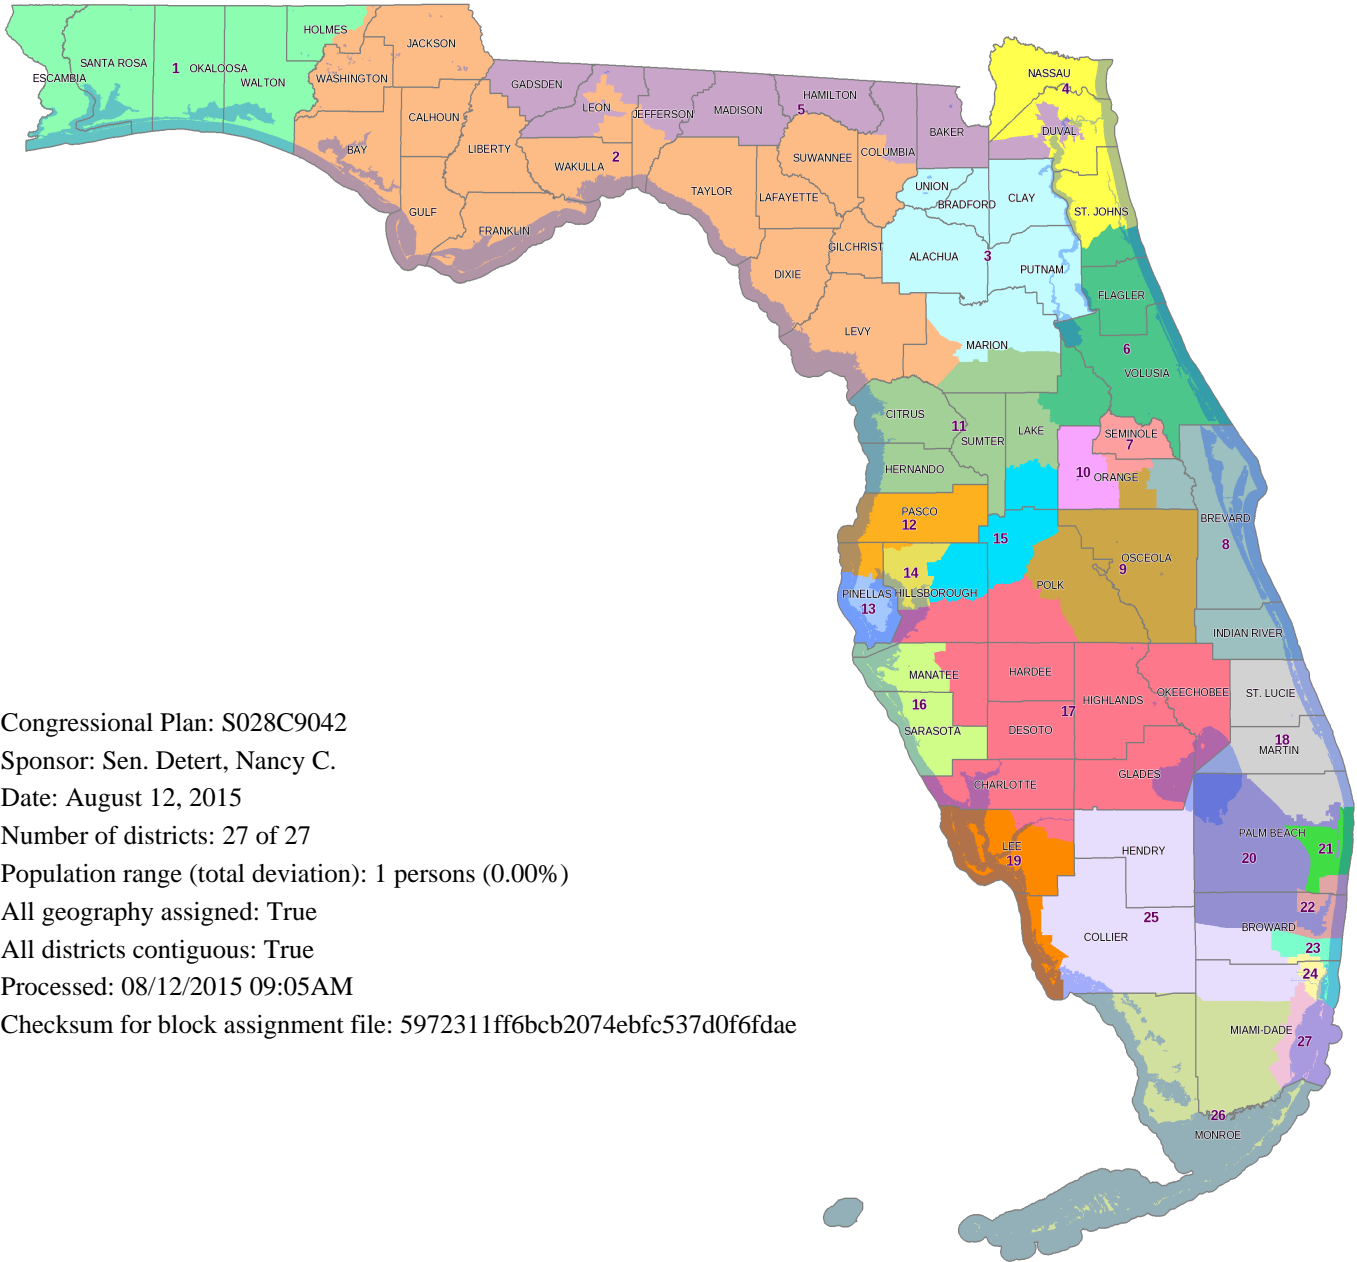 HOLMES
JACKSON
SANTA ROSA
1
OKALOOSA
ESCAMBIA
WALTON
WASHINGTON
GADSDEN
LEON
JEFFERSON
MADISON
HAMILTON
5
NASSAU
4
DUVAL
CALHOUN
BAKER
BAY
LIBERTY
WAKULLA
2
SUWANNEE
COLUMBIA
TAYLOR
LAFAYETTE
UNION
BRADFORD
CLAY
ST. JOHNS
GULF
FRANKLIN
GILCHRIST
ALACHUA
3
PUTNAM
DIXIE
FLAGLER
LEVY
MARION
6
VOLUSIA
CITRUS
11
SUMTER
LAKE
SEMINOLE
7
HERNANDO
10
ORANGE
PASCO
12
BREVARD
8
15
14
OSCEOLA
9
POLK
PINELLAS
HILLSBOROUGH
13
INDIAN RIVER
MANATEE
HARDEE
OKEECHOBEE
ST. LUCIE
16
HIGHLANDS
17
SARASOTA
DESOTO
18
MARTIN
CHARLOTTE
GLADES
LEE
19
HENDRY
PALM BEACH
20
21
22
25
COLLIER
BROWARD
23
24
MIAMI-DADE
27
26
MONROE
Congressional Plan: S028C9042
Sponsor: Sen. Detert, Nancy C.
Date: August 12, 2015
Number of districts: 27 of 27
Population range (total deviation): 1 persons (0.00%)
All geography assigned: True
All districts contiguous: True
Processed: 08/12/2015 09:05AM
Checksum for block assignment file: 5972311ff6bcb2074ebfc537d0f6fdae